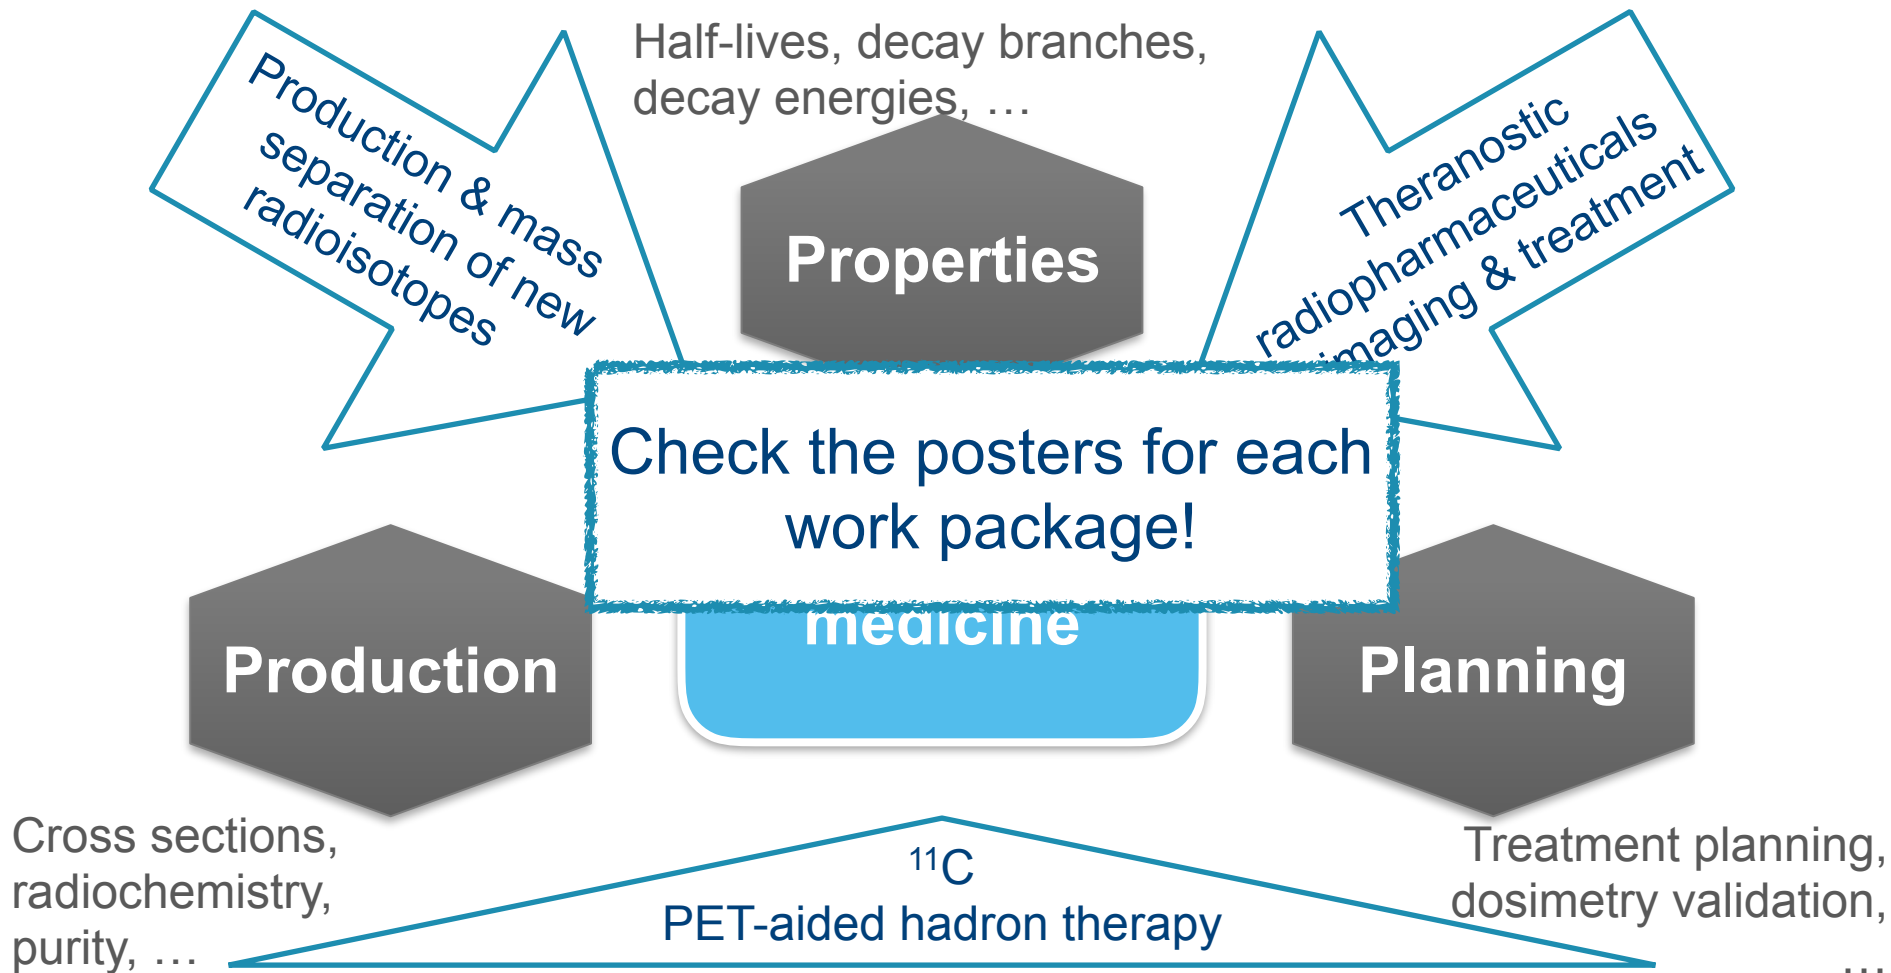 Half-lives, decay branches,
decay energies, …
Production & mass
separation of new
radioisotopes
Theranostic
radiopharmaceuticals
imaging & treatment
Properties
Check the posters for each
work package!
medicine
Production
Planning
Cross sections,
radiochemistry,
purity, …
¹¹C
PET-aided hadron therapy
Treatment planning,
dosimetry validation,
…